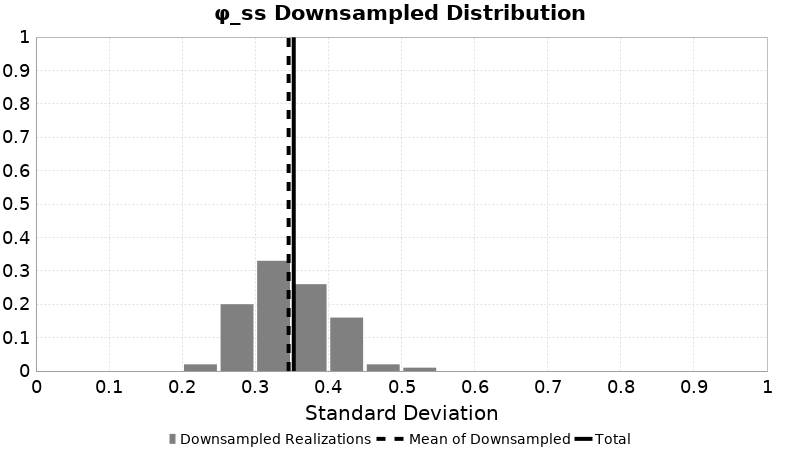 φ_ss Downsampled Distribution
1
0.9
0.8
0.7
0.6
0.5
0.4
0.3
0.2
0.1
0
0 0.1 0.2 0.3 0.4 0.5 0.6 0.7 0.8 0.9 1
Standard Deviation
Downsampled Realizations Mean of Downsampled Total